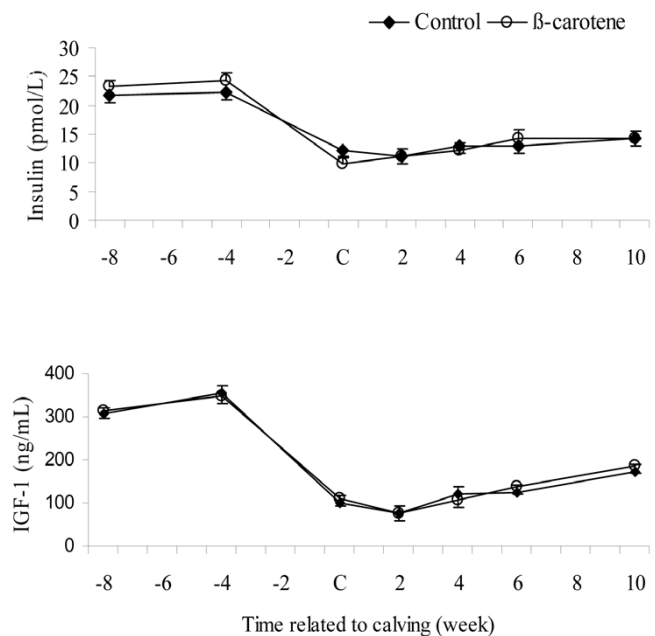 Control ß-carotene
30
25
20
15
10
5
0
Insulin (pmol/L)
-8 -6 -4 -2 C 2 4 6 8 10
400
300
200
100
0
IGF-1 (ng/mL)
-8 -6 -4 -2 C 2 4 6 8 10
Time related to calving (week)